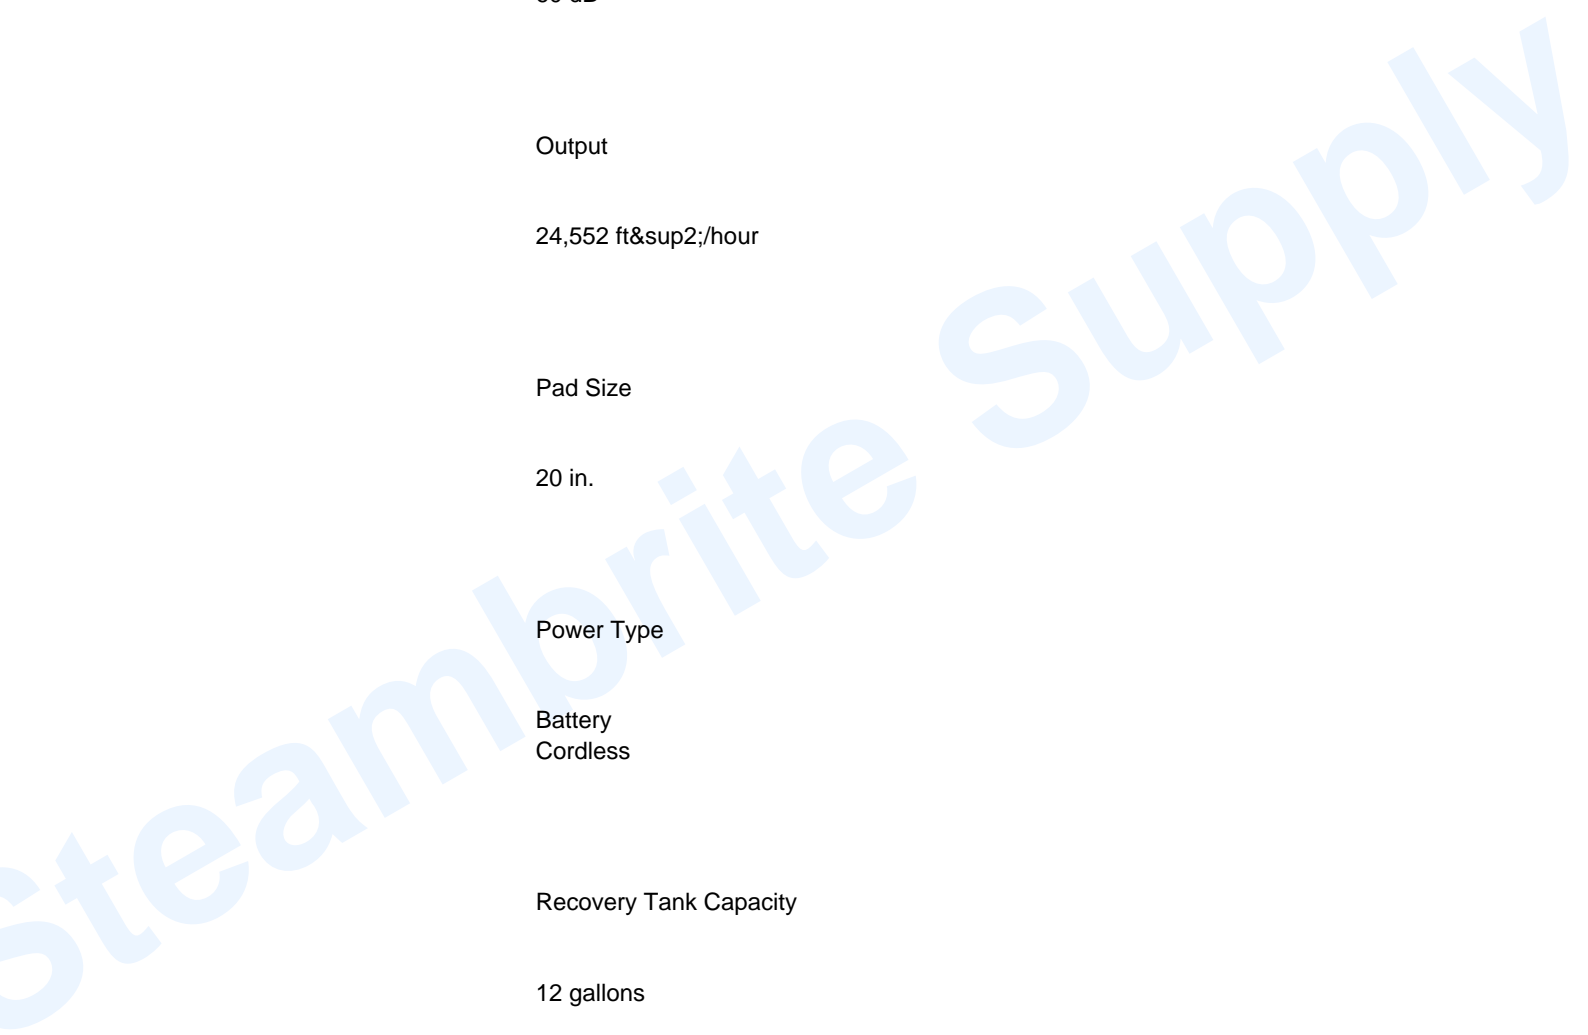 Output
24,552 ft&sup2;/hour
Pad Size
20 in.
Power Type
Battery
Cordless
Recovery Tank Capacity
12 gallons
Steambrite Supply